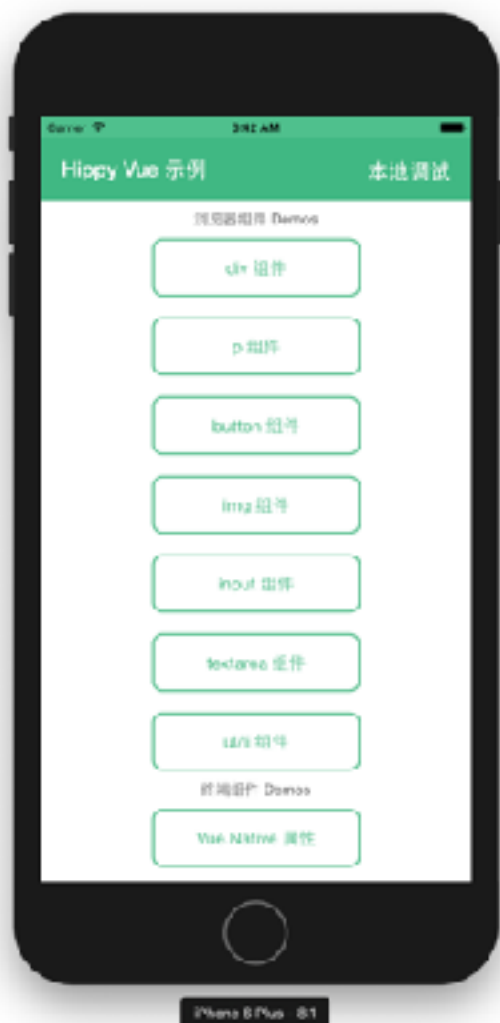 Carrier
Hippy Vue 示例
本地调试
浏览器组件 Demos
div 组件
p 组件
button 组件
img 组件
input 组件
textarea 组件
ul/li 组件
终端组件 Demos
Vue Native 属性
iPhone 8 Plus